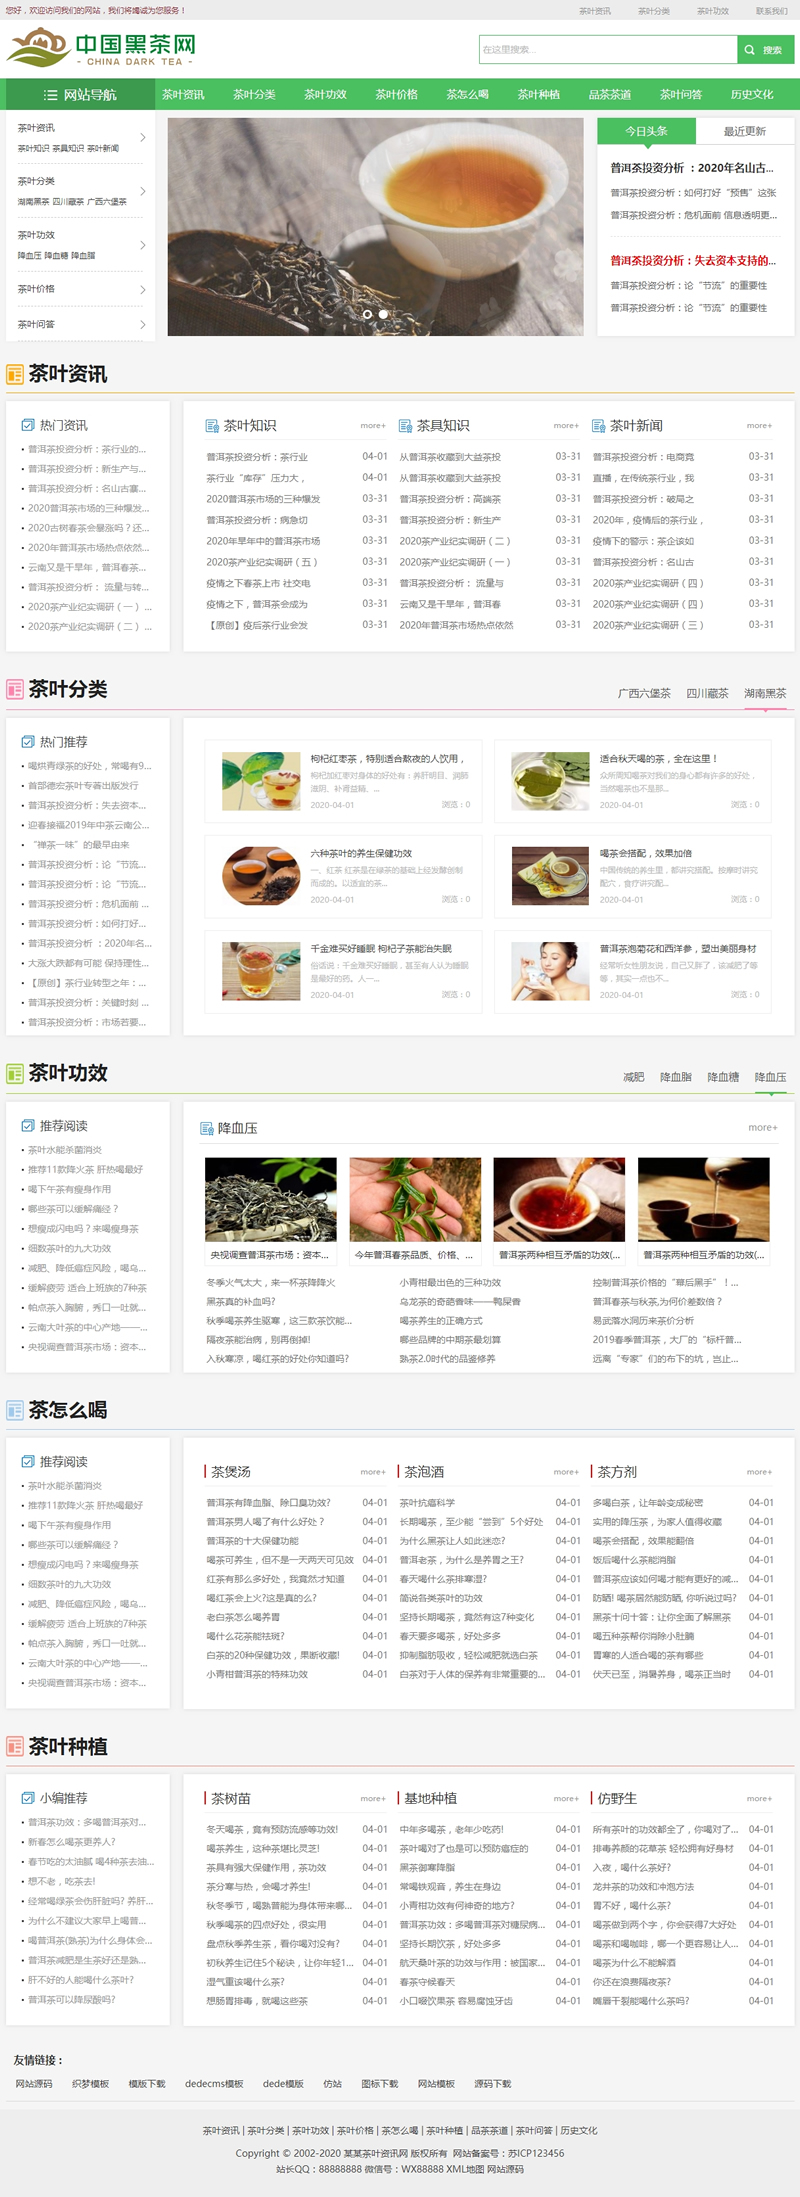 您好，欢迎访问我们的网站，我们将竭诚为您服务！
茶叶资讯 茶叶分类 茶叶功效 联系我们
中国黑茶网
- CHINA DARK TEA -
在这里搜索...
搜索
网站导航 茶叶资讯 茶叶分类 茶叶功效 茶叶价格 茶怎么喝 茶叶种植 品茶茶道 茶叶问答 历史文化
茶叶资讯
茶叶知识 茶具知识 茶叶新闻
茶叶分类
湖南黑茶 四川藏茶 广西六堡茶
茶叶功效
降血压 降血糖 降血脂
茶叶价格
茶叶问答
今日头条 最近更新
普洱茶投资分析 ：2020年名山古...
普洱茶投资分析：如何打好“预售”这张
普洱茶投资分析：危机面前 信息透明更...
普洱茶投资分析：失去资本支持的...
普洱茶投资分析：论“节流”的重要性
普洱茶投资分析：论“节流”的重要性
茶叶资讯
热门资讯
普洱茶投资分析：茶行业的...
普洱茶投资分析：新生产与...
普洱茶投资分析：名山古寨...
2020普洱茶市场的三种爆发...
2020古树春茶会暴涨吗？还...
2020年普洱茶市场热点依然...
云南又是干旱年，普洱春茶...
普洱茶投资分析： 流量与转...
2020茶产业纪实调研（一） ...
2020茶产业纪实调研（二） ...
茶叶知识 more+
普洱茶投资分析：茶行业 04-01
茶行业“库存”压力大， 04-01
2020普洱茶市场的三种爆发 03-31
普洱茶投资分析：病急切 03-31
2020年旱年中的普洱茶市场 03-31
2020茶产业纪实调研（五） 03-31
疫情之下春茶上市 社交电 03-31
疫情之下，普洱茶会成为 03-31
【原创】疫后茶行业会发 03-31
茶具知识 more+
从普洱茶收藏到大益茶投 03-31
从普洱茶收藏到大益茶投 03-31
普洱茶投资分析：高端茶 03-31
普洱茶投资分析：新生产 03-31
2020茶产业纪实调研（二） 03-31
2020茶产业纪实调研（一） 03-31
普洱茶投资分析： 流量与 03-31
云南又是干旱年，普洱春 03-31
2020年普洱茶市场热点依然 03-31
茶叶新闻 more+
普洱茶投资分析：电商竞 03-31
直播，在传统茶行业，我 03-31
普洱茶投资分析：破局之 03-31
2020年，疫情后的茶行业， 03-31
疫情下的警示：茶企该如 03-31
普洱茶投资分析：名山古 03-31
2020茶产业纪实调研（四） 03-31
2020茶产业纪实调研（四） 03-31
2020茶产业纪实调研（三） 03-31
茶叶分类
广西六堡茶 四川藏茶 湖南黑茶
热门推荐
喝烘青绿茶的好处，常喝有9...
首部德宏茶叶专著出版发行
普洱茶投资分析：失去资本...
迎春接福2019年中茶云南公...
“禅茶一味”的最早由来
普洱茶投资分析：论“节流...
普洱茶投资分析：论“节流...
普洱茶投资分析：危机面前 ...
普洱茶投资分析：如何打好...
普洱茶投资分析 ：2020年名...
大涨大跌都有可能 保持理性...
【原创】茶行业转型之年：...
普洱茶投资分析：关键时刻 ...
普洱茶投资分析：市场若要...
枸杞红枣茶，特别适合熬夜的人饮用，
枸杞加红枣对身体的好处有：养肝明目、润肺
滋阴、补肾益精、...
2020-04-01 浏览：0
适合秋天喝的茶，全在这里！
众所周知喝茶对我们的身心都有许多的好处，
当然喝茶也不是那...
2020-04-01 浏览：0
六种茶叶的养生保健功效
一、红茶 红茶是在绿茶的基础上经发酵创制
而成的。以适宜的茶...
2020-04-01 浏览：0
喝茶会搭配，效果加倍
中国传统的养生里，都讲究搭配。按摩时讲究
配穴，食疗讲究配...
2020-04-01 浏览：0
千金难买好睡眠 枸杞子茶能治失眠
俗话说：千金难买好睡眠，甚至有人认为睡眠
是最好的药。人一...
2020-04-01 浏览：0
普洱茶泡菊花和西洋参，塑出美丽身材
经常听女性朋友说，自己又胖了，该减肥了等
等，其实一点也不...
2020-04-01 浏览：0
茶叶功效
减肥 降血脂 降血糖 降血压
推荐阅读
茶叶水能杀菌消炎
推荐11款降火茶 肝热喝最好
喝下午茶有瘦身作用
哪些茶可以缓解痛经？
想瘦成闪电吗？来喝瘦身茶
细数茶叶的九大功效
减肥、降低癌症风险，喝乌...
缓解疲劳 适合上班族的7种茶
帕点茶入胸腑，秀口一吐就...
云南大叶茶的中心产地——...
央视调查普洱茶市场：资本...
降血压 more+
央视调查普洱茶市场：资本...
今年普洱春茶品质、价格、...
普洱茶两种相互矛盾的功效(...
普洱茶两种相互矛盾的功效(...
冬季火气太大，来一杯茶降降火 小青柑最出色的三种功效 控制普洱茶价格的“幕后黑手”！...
黑茶真的补血吗? 乌龙茶的奇葩香味——鸭屎香 普洱春茶与秋茶,为何价差数倍？
秋季喝茶养生驱寒，这三款茶饮能... 喝茶养生的正确方式 易武落水洞历来茶价分析
隔夜茶能治病，别再倒掉! 哪些品牌的中期茶最划算 2019春季普洱茶，大厂的“标杆普...
入秋寒凉，喝红茶的好处你知道吗? 熟茶2.0时代的品鉴修养 远离“专家”们的布下的坑，岂止...
茶怎么喝
推荐阅读
茶叶水能杀菌消炎
推荐11款降火茶 肝热喝最好
喝下午茶有瘦身作用
哪些茶可以缓解痛经？
想瘦成闪电吗？来喝瘦身茶
细数茶叶的九大功效
减肥、降低癌症风险，喝乌...
缓解疲劳 适合上班族的7种茶
帕点茶入胸腑，秀口一吐就...
云南大叶茶的中心产地——...
央视调查普洱茶市场：资本...
茶煲汤 more+
普洱茶有降血脂、除口臭功效? 04-01
普洱茶男人喝了有什么好处？ 04-01
普洱茶的十大保健功能 04-01
喝茶可养生，但不是一天两天可见效 04-01
红茶有那么多好处，我竟然才知道 04-01
喝红茶会上火?这是真的么? 04-01
老白茶怎么喝养胃 04-01
喝什么花茶能祛斑? 04-01
白茶的20种保健功效，果断收藏! 04-01
小青柑普洱茶的特殊功效 04-01
茶泡酒 more+
茶叶抗癌科学 04-01
长期喝茶，至少能“尝到”5个好处 04-01
为什么黑茶让人如此迷恋? 04-01
普洱老茶，为什么是养胃之王? 04-01
春天喝什么茶排寒湿? 04-01
简说各类茶叶的功效 04-01
坚持长期喝茶，竟然有这7种变化 04-01
春天要多喝茶，好处多多 04-01
抑制脂肪吸收，轻松减肥就选白茶 04-01
白茶对于人体的保养有非常重要的... 04-01
茶方剂 more+
多喝白茶，让年龄变成秘密 04-01
实用的降压茶，为家人值得收藏 04-01
喝茶会搭配，效果能翻倍 04-01
饭后喝什么茶能消脂 04-01
普洱茶应该如何喝才能有更好的减... 04-01
防晒! 喝茶居然能防晒, 你听说过吗? 04-01
黑茶十问十答：让你全面了解黑茶 04-01
喝五种茶帮你消除小肚腩 04-01
胃寒的人适合喝的茶有哪些 04-01
伏天已至，消暑养身，喝茶正当时 04-01
茶叶种植
小编推荐
普洱茶功效：多喝普洱茶对...
新春怎么喝茶更养人?
春节吃的太油腻 喝4种茶去油...
想不老，吃茶去!
经常喝绿茶会伤肝脏吗? 养肝...
为什么不建议大家早上喝普...
喝普洱茶(熟茶)为什么身体会...
普洱茶减肥是生茶好还是熟...
肝不好的人能喝什么茶叶?
普洱茶可以降尿酸吗?
茶树苗 more+
冬天喝茶，竟有预防流感等功效! 04-01
喝茶养生，这种茶堪比灵芝! 04-01
茶具有强大保健作用，茶功效 04-01
茶分寒与热，会喝才养生! 04-01
秋冬季节，喝熟普能为身体带来哪... 04-01
秋季喝茶的四点好处，很实用 04-01
盘点秋季养生茶，看你喝对没有? 04-01
初秋养生记住5个秘诀，让你年轻1... 04-01
湿气重该喝什么茶? 04-01
想肠胃排毒，就喝这些茶 04-01
基地种植 more+
中年多喝茶，老年少吃药! 04-01
茶叶喝对了也是可以预防癌症的 04-01
黑茶御寒降脂 04-01
常喝铁观音，养生在身边 04-01
小青柑功效有何神奇的地方? 04-01
普洱茶功效：多喝普洱茶对糖尿病... 04-01
坚持长期饮茶，好处多多 04-01
航天桑叶茶的功效与作用：被国家... 04-01
春茶守候春天 04-01
小口啜饮果茶 容易腐蚀牙齿 04-01
仿野生 more+
所有茶叶的功效都全了，你喝对了... 04-01
排毒养颜的花草茶 轻松拥有好身材 04-01
入夜，喝什么茶好? 04-01
龙井茶的功效和冲泡方法 04-01
胃不好，喝什么茶? 04-01
喝茶做到两个字，你会获得7大好处 04-01
喝茶和喝咖啡，哪一个更容易让人... 04-01
喝茶为什么不能解酒 04-01
你还在浪费隔夜茶? 04-01
嘴唇干裂能喝什么茶吗? 04-01
友情链接：
网站源码 织梦模板 模版下载 dedecms模板 dede模版 仿站 图标下载 网站模板 源码下载
茶叶资讯 | 茶叶分类 | 茶叶功效 | 茶叶价格 | 茶怎么喝 | 茶叶种植 | 品茶茶道 | 茶叶问答 | 历史文化
Copyright © 2002-2020 某某茶叶资讯网 版权所有 网站备案号：苏ICP123456
站长QQ：88888888 微信号：WX88888 XML地图 网站源码